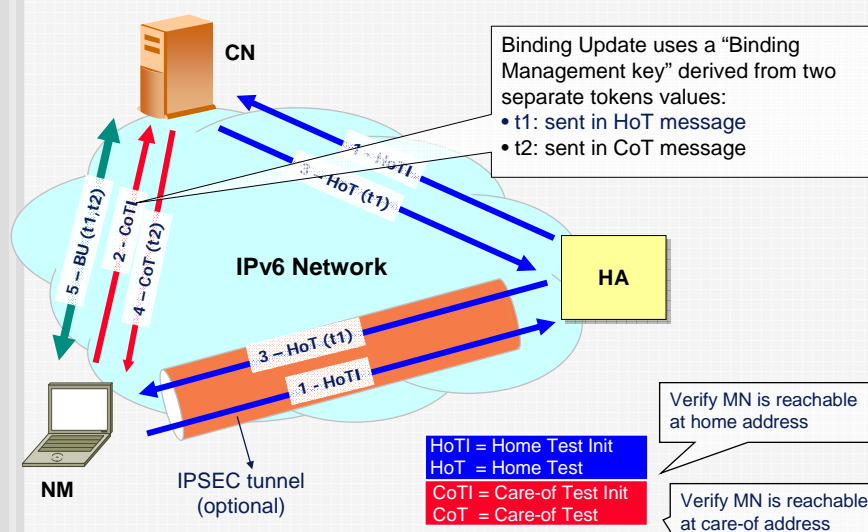 CN
Binding Update uses a “Binding
Management key” derived from two
separate tokens values:
• t1: sent in HoT message
• t2: sent in CoT message
1 - HoTI
3 – HoT (t1)
5 – BU (t1,t2)
2 - CoTI
4 – CoT (t2)
IPv6 Network
HA
3 – HoT (t1)
1 - HoTI
NM
IPSEC tunnel
(optional)
HoTI = Home Test Init
HoT = Home Test
CoTI = Care-of Test Init
CoT = Care-of Test
Verify MN is reachable
at home address
Verify MN is reachable
at care-of address